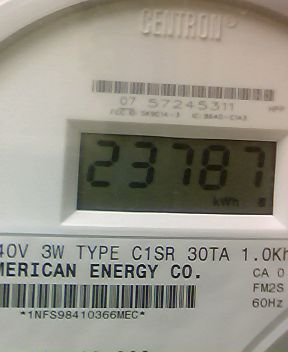 CENTRON
07 57245311
23787
kWh
40V 3W TYPE C1SR 30TA 1.0Kh
MERICAN ENERGY CO.
CA 0
FM2S
60Hz
*1NFS98410366MEC*